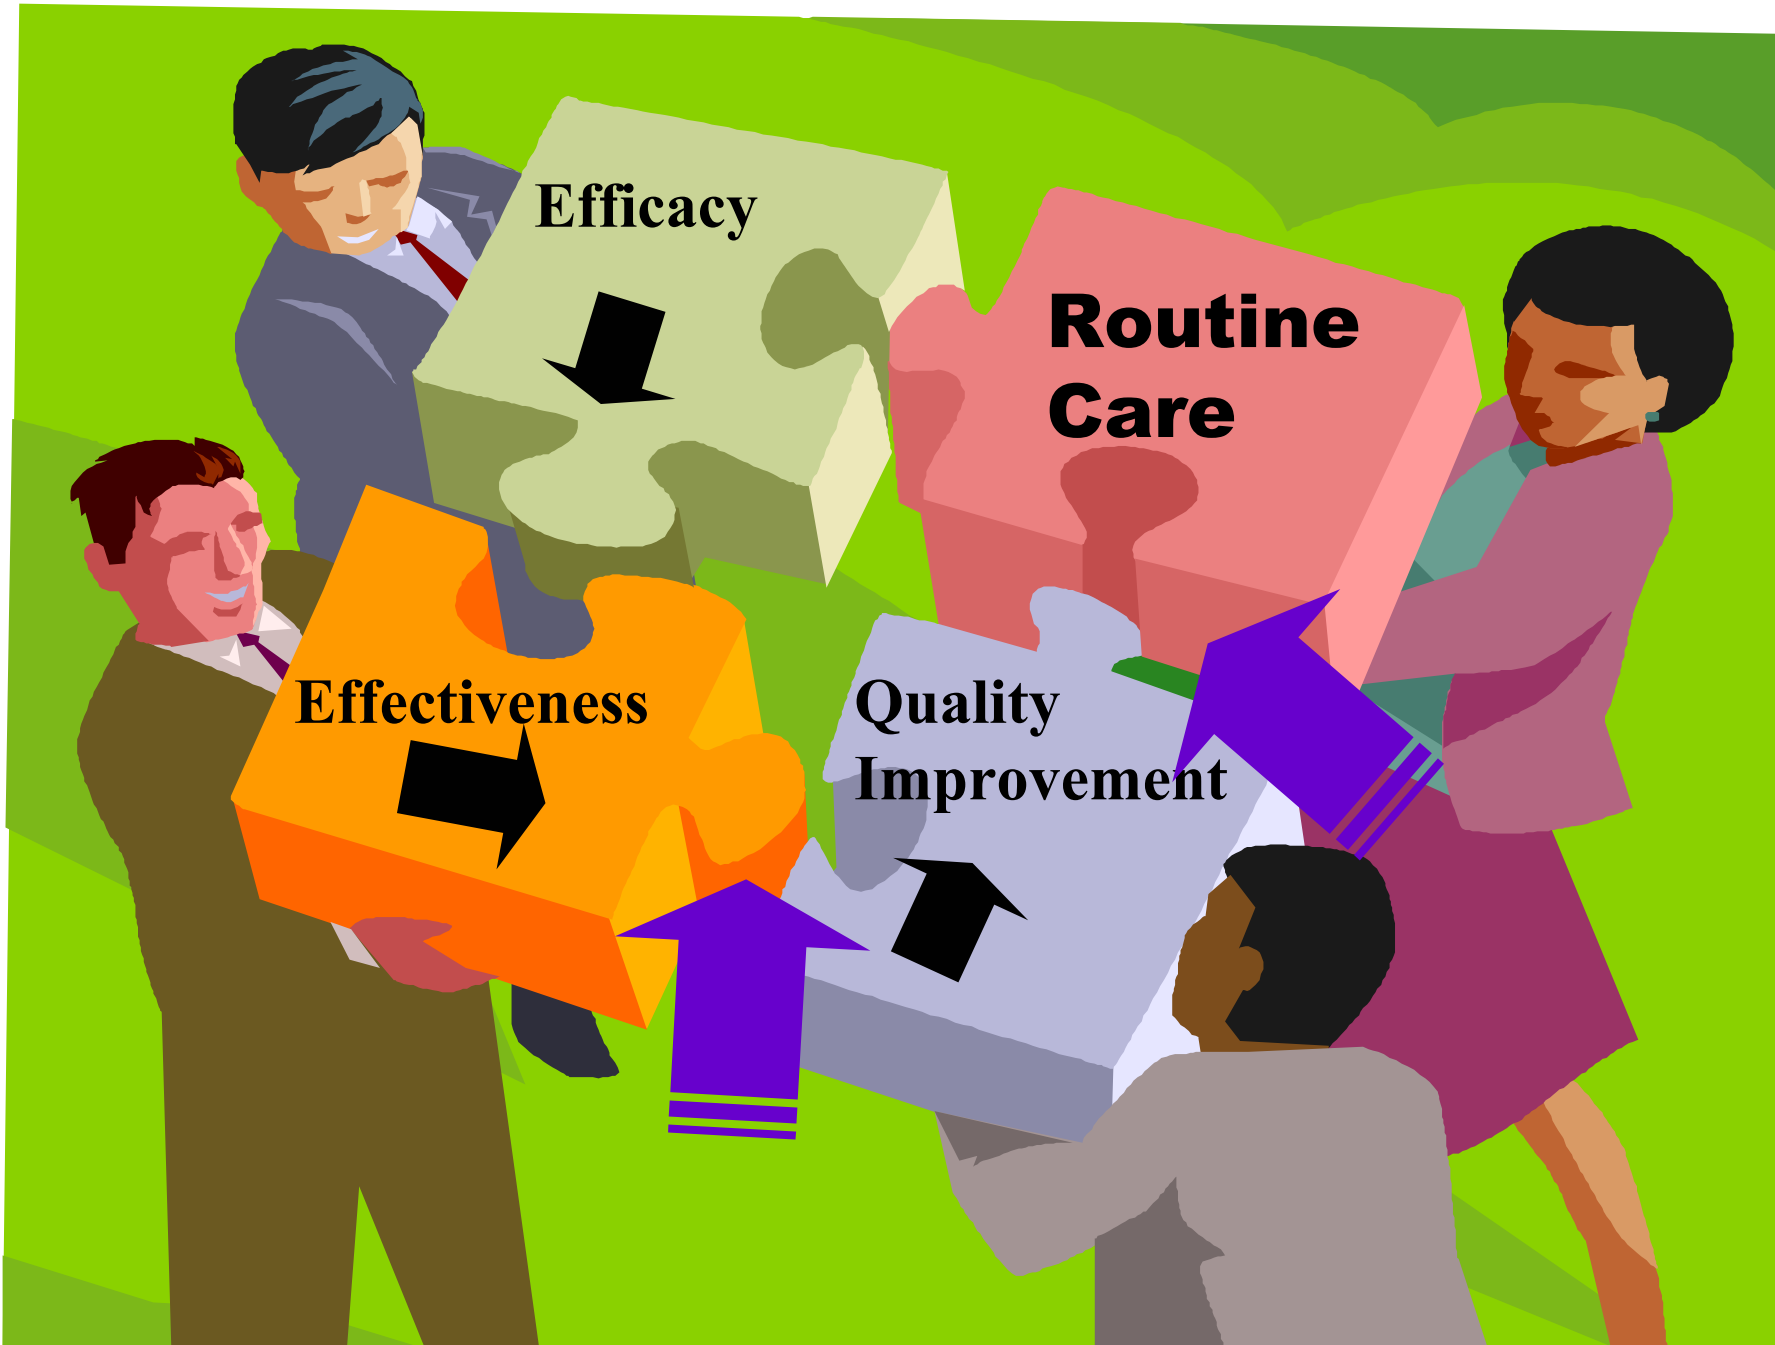 Efficacy
Routine
Care
Effectiveness
Quality
Improvement